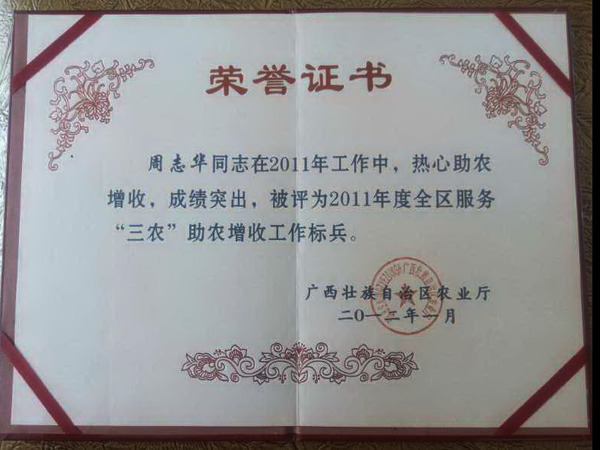 荣誉证书
周志华同志在2011年工作中，热心助农
增收，成绩突出，被评为2011年度全区服务
“三农”助农增收工作标兵。
广西壮族自治区农业厅
二〇一二年一月